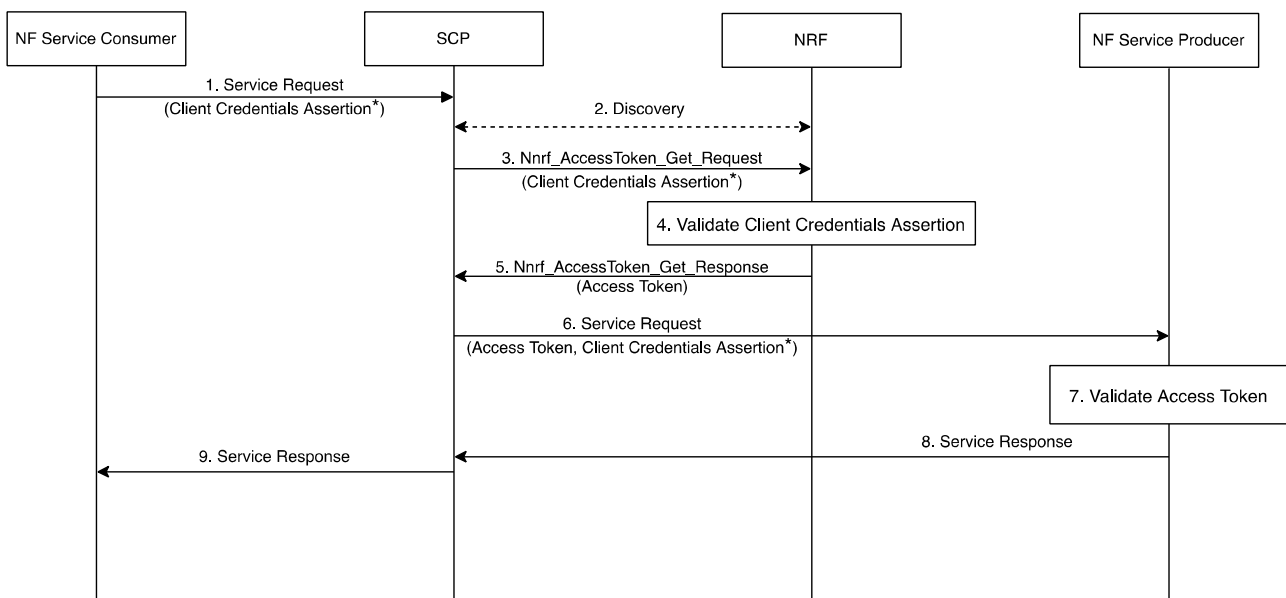 NF Service Consumer
SCP
NRF
NF Service Producer
1. Service Request
(Client Credentials Assertion*)
2. Discovery
3. Nnrf_AccessToken_Get_Request
(Client Credentials Assertion*)
4. Validate Client Credentials Assertion
5. Nnrf_AccessToken_Get_Response
(Access Token)
6. Service Request
(Access Token, Client Credentials Assertion*)
7. Validate Access Token
8. Service Response
9. Service Response